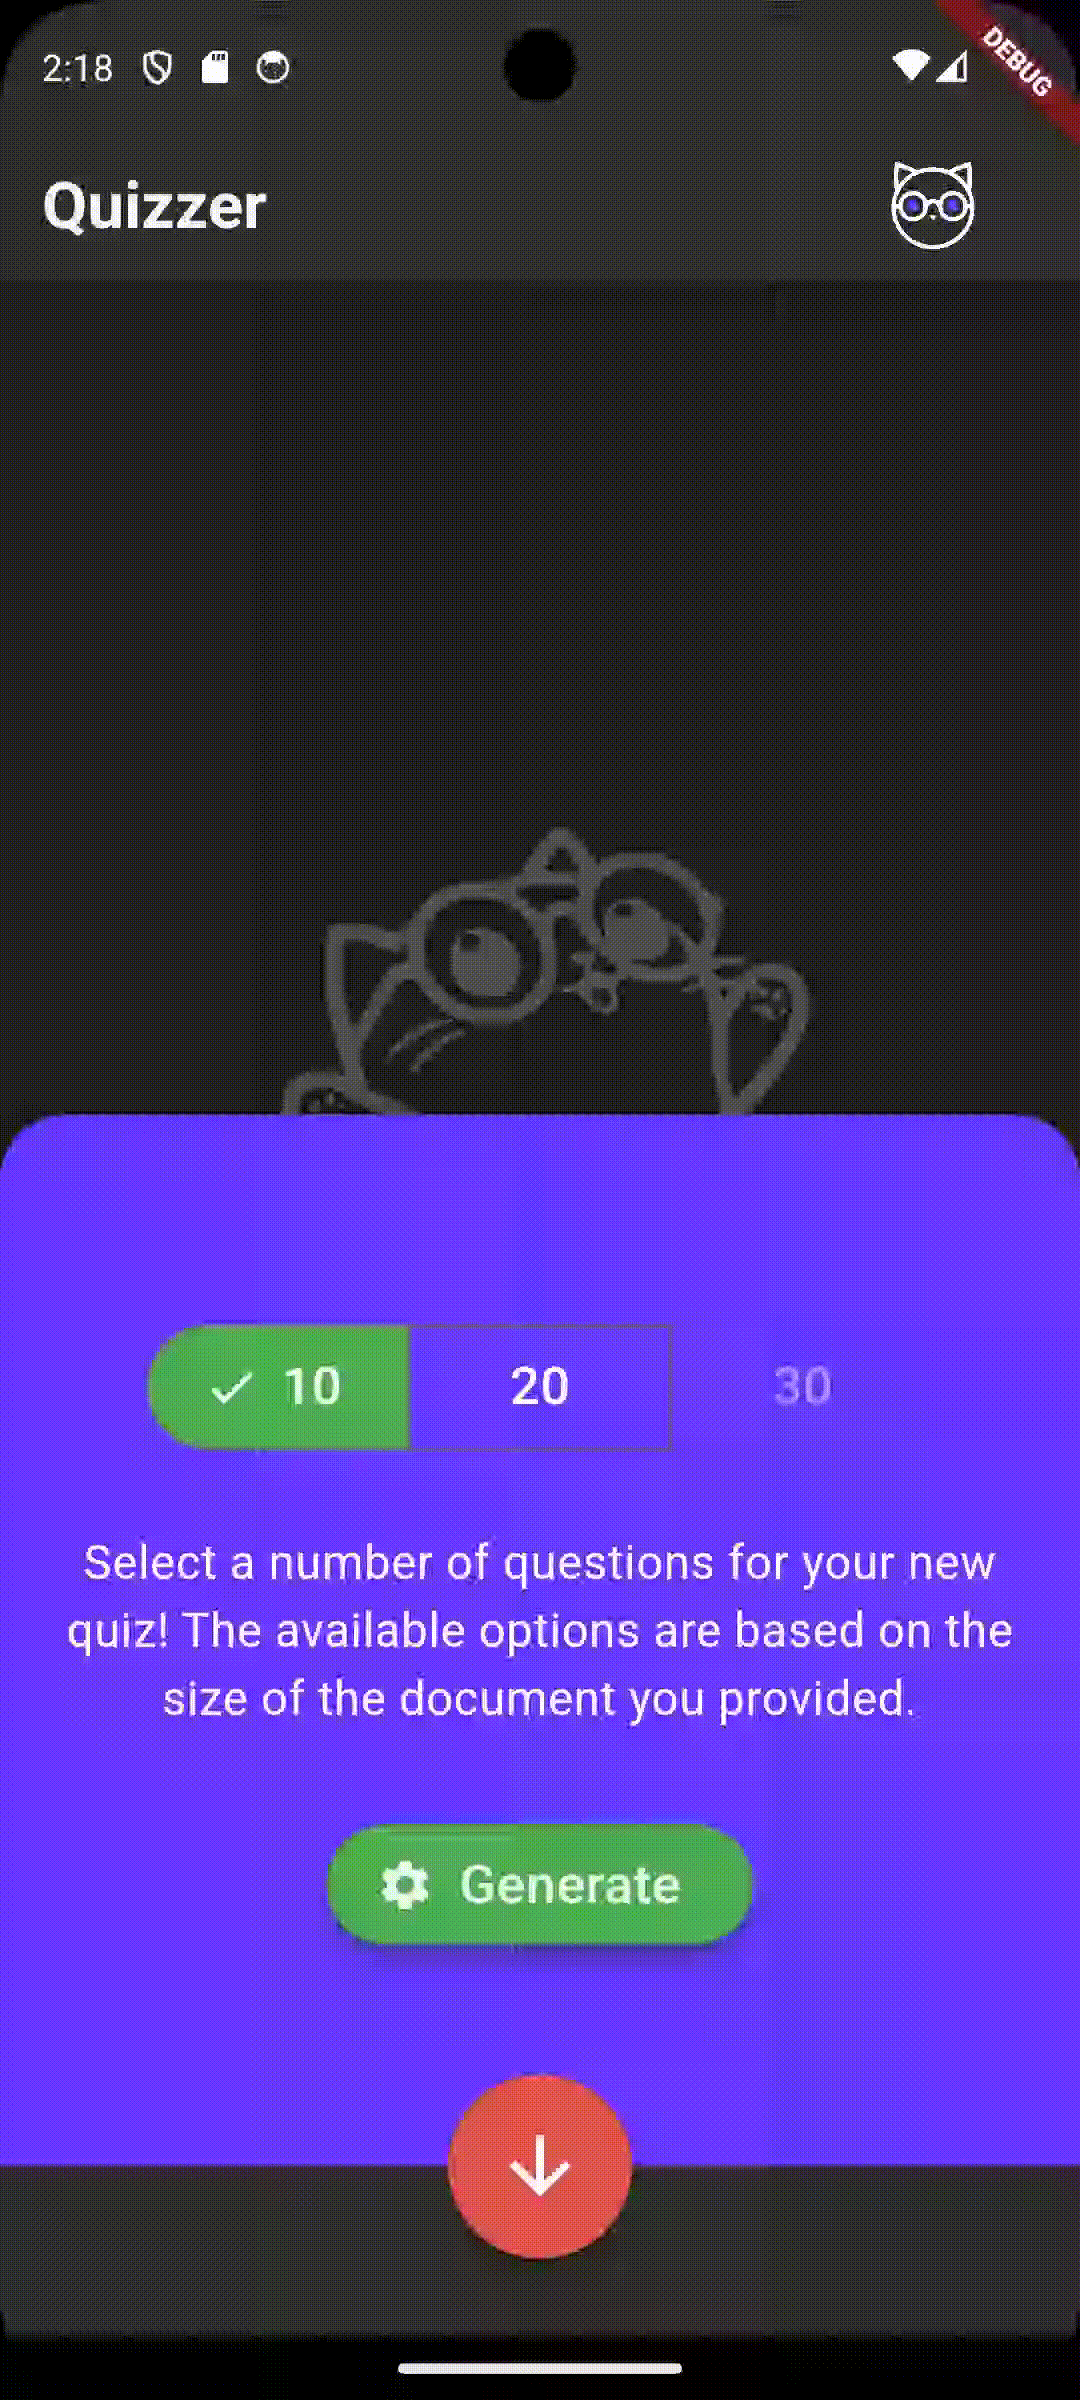 2:18
DEBUG
Quizzer
10
20
30
Select a number of questions for your new
quiz! The available options are based on the
size of the document you provided.
Generate